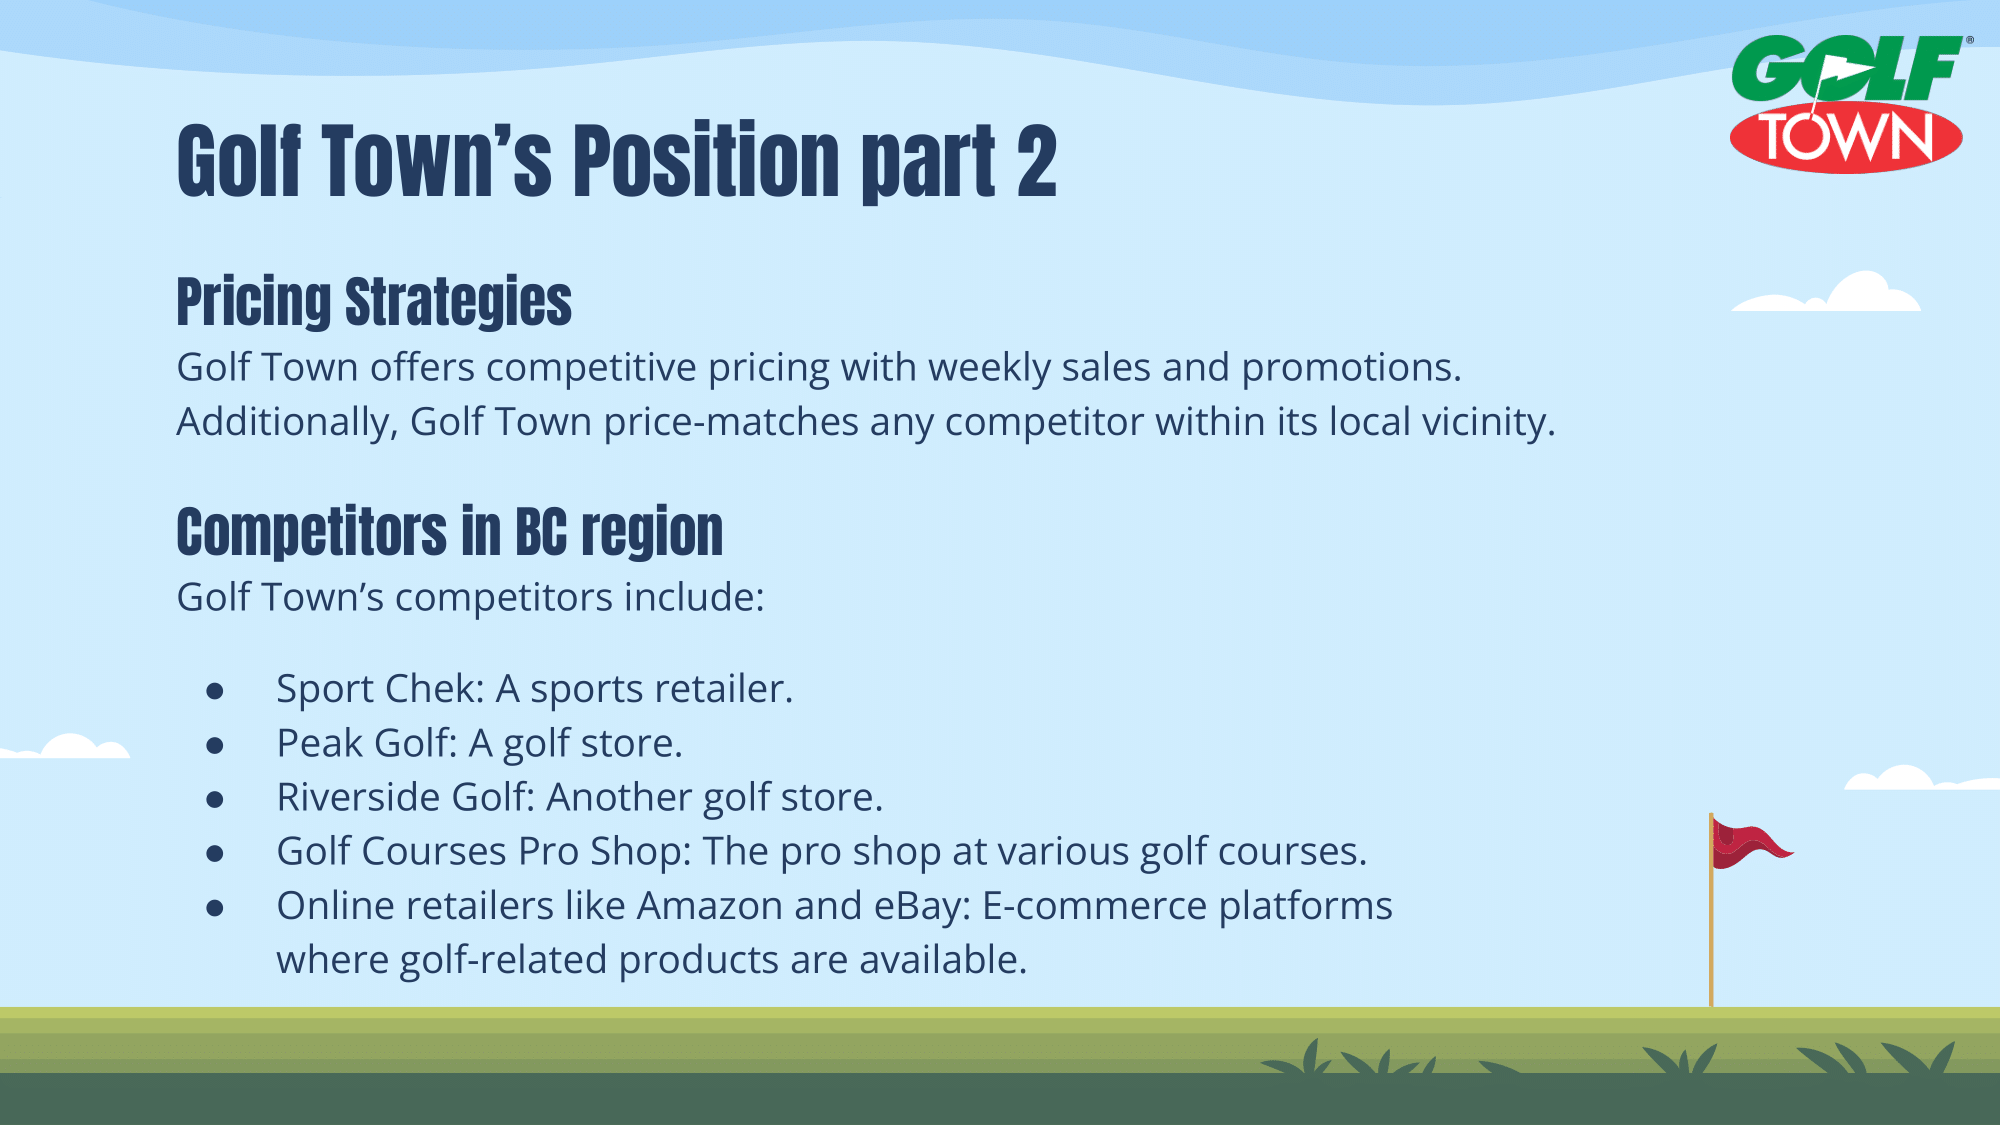 GOLF®
TOWN
Golf Town’s Position part 2
Pricing Strategies
Golf Town offers competitive pricing with weekly sales and promotions.
Additionally, Golf Town price-matches any competitor within its local vicinity.
Competitors in BC region
Golf Town’s competitors include:
● Sport Chek: A sports retailer.
● Peak Golf: A golf store.
● Riverside Golf: Another golf store.
● Golf Courses Pro Shop: The pro shop at various golf courses.
● Online retailers like Amazon and eBay: E-commerce platforms
where golf-related products are available.